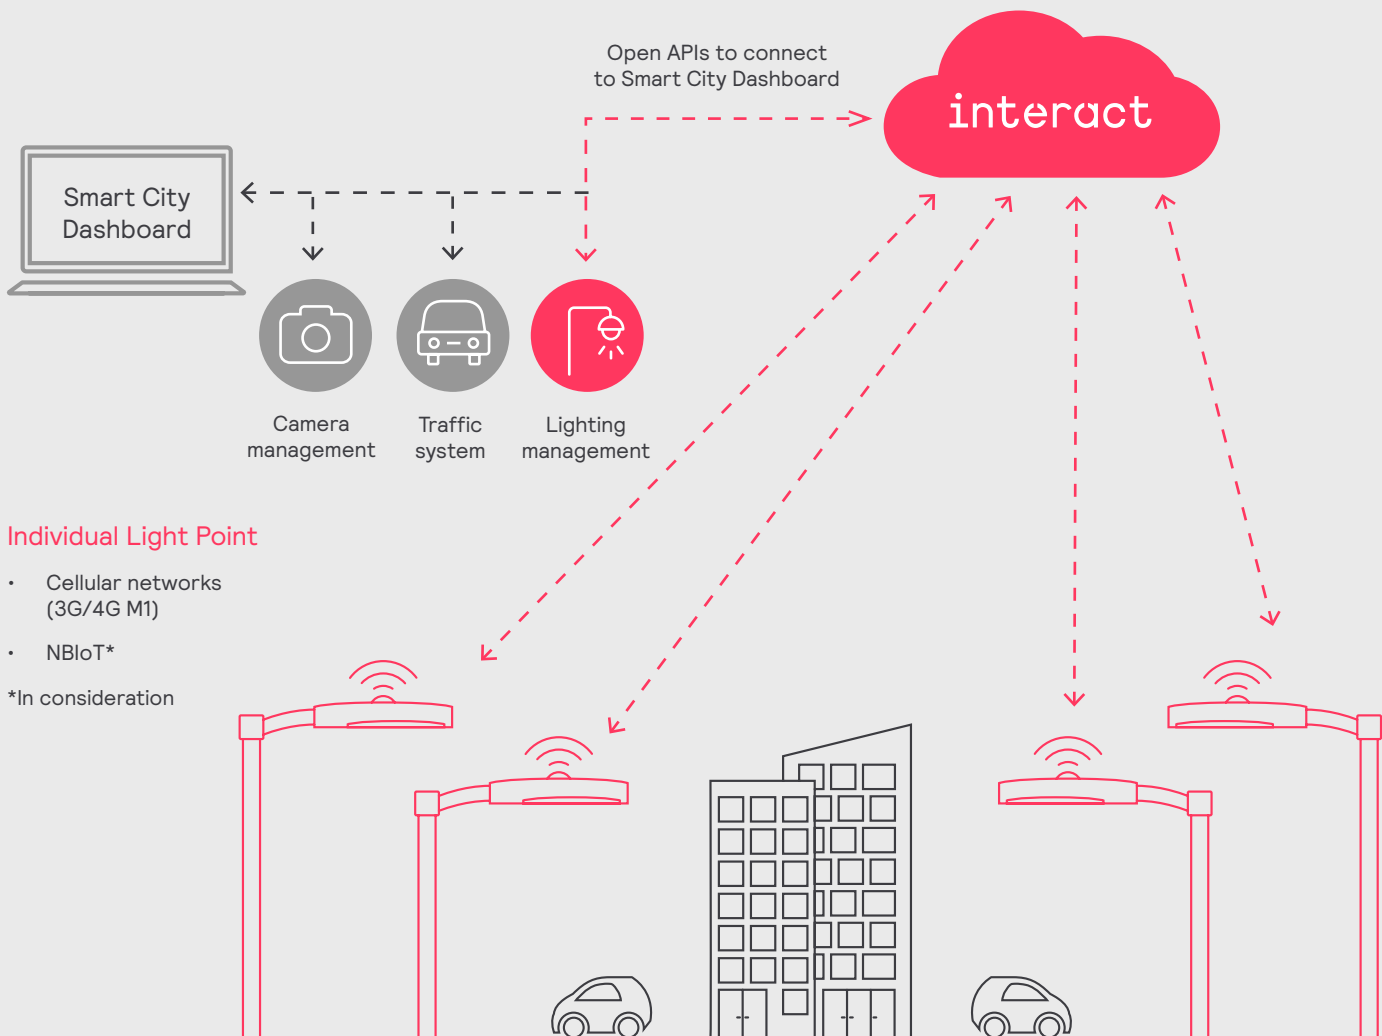 Open APIs to connect
to Smart City Dashboard
interact
Smart City
Dashboard
Camera
management
Traffic
system
Lighting
management
Individual Light Point
• Cellular networks
(3G/4G M1)
• NBIoT*
*In consideration